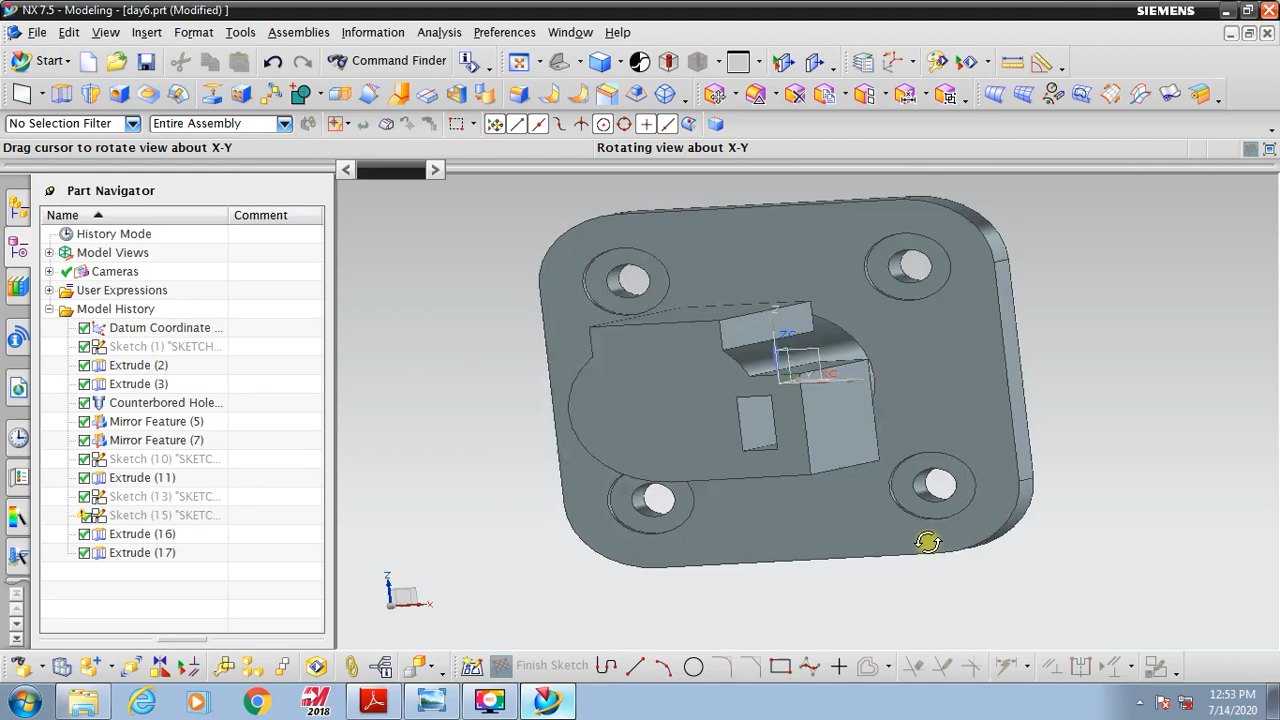 NX 7.5 - Modeling - [day6.prt (Modified) ]
SIEMENS
File Edit View Insert Format Tools Assemblies Information Analysis Preferences Window Help
Start
Command Finder
No Selection Filter
Entire Assembly
Drag cursor to rotate view about X-Y
Rotating view about X-Y
Part Navigator
Name Comment
History Mode
Model Views
Cameras
User Expressions
Model History
Datum Coordinate ...
Sketch (1) "SKETCH...
Extrude (2)
Extrude (3)
Counterbored Hole...
Mirror Feature (5)
Mirror Feature (7)
Sketch (10) "SKETC...
Extrude (11)
Sketch (13) "SKETC...
Sketch (15) "SKETC...
Extrude (16)
Extrude (17)
Z
ZC
Y XC
Z
X
Finish Sketch
2018
REC
12:53 PM
7/14/2020